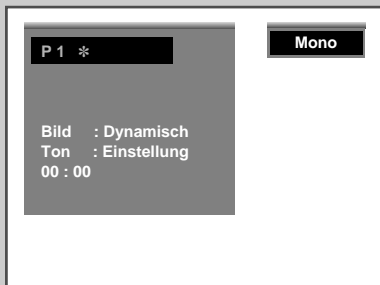 P 1 ✻
Mono
Bild : Dynamisch
Ton : Einstellung
00 : 00